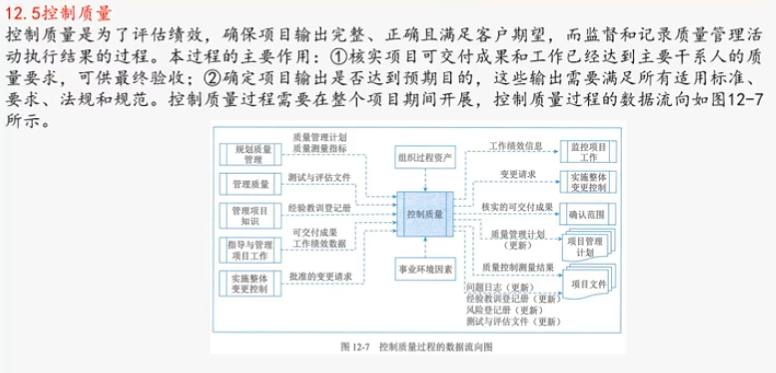 12.5控制质量
控制质量是为了评估绩效，确保项目输出完整、正确且满足客户期望，而监督和记录质量管理活
动执行结果的过程。本过程的主要作用：①核实项目可交付成果和工作已经达到主要干系人的质
量要求，可供最终验收；②确定项目输出是否达到预期目的，这些输出需要满足所有适用标准、
要求、法规和规范。控制质量过程需要在整个项目期间开展，控制质量过程的数据流向如图12-7
所示。
规划质量
管理
质量管理计划
质量测量指标
管理质量
测试与评估文件
管理项目
知识
经验教训登记册
指导与管理
项目工作
可交付成果
工作绩效数据
实施整体
变更控制
批准的变更请求
组织过程资产
控制质量
事业环境因素
工作绩效信息
监控项目
工作
变更请求
实施整体
变更控制
核实的可交付成果
确认范围
质量管理计划
（更新）
项目管理
计划
质量控制测量结果
项目文件
问题日志（更新）
经验教训登记册（更新）
风险登记册（更新）
测试与评估文件（更新）
图 12-7 控制质量过程的数据流向图